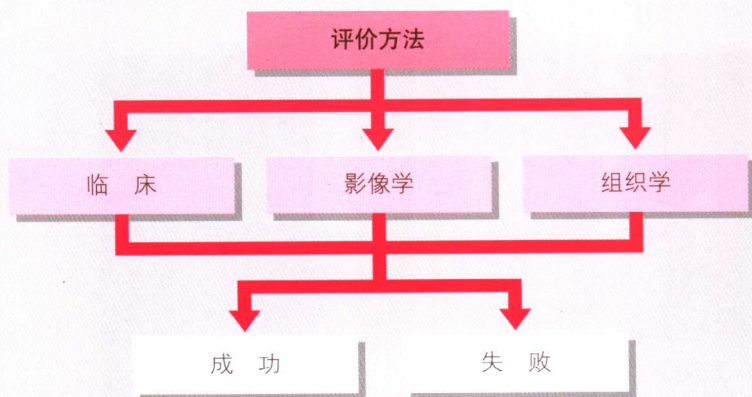 评价方法
临 床
影像学
组织学
成 功
失 败